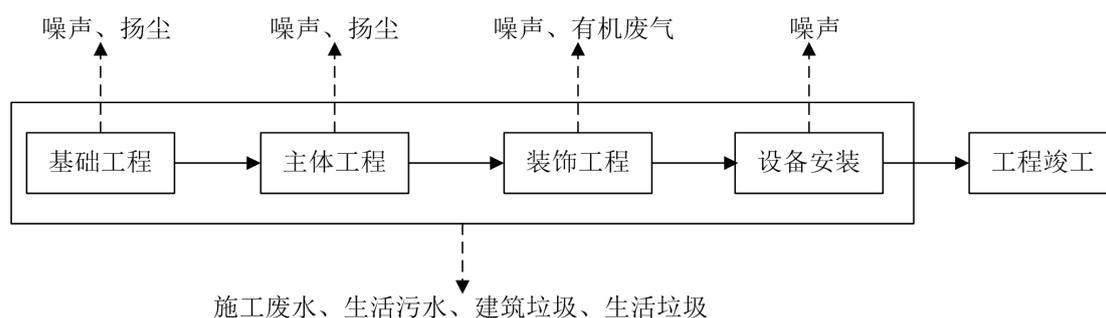 噪声、扬尘
噪声、扬尘
噪声、有机废气
噪声
基础工程
主体工程
装饰工程
设备安装
工程竣工
施工废水、生活污水、建筑垃圾、生活垃圾